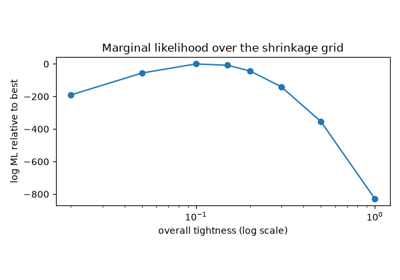 Marginal likelihood over the shrinkage grid
log ML relative to best
0
−200
−400
−600
−800
10⁻¹
10⁰
overall tightness (log scale)